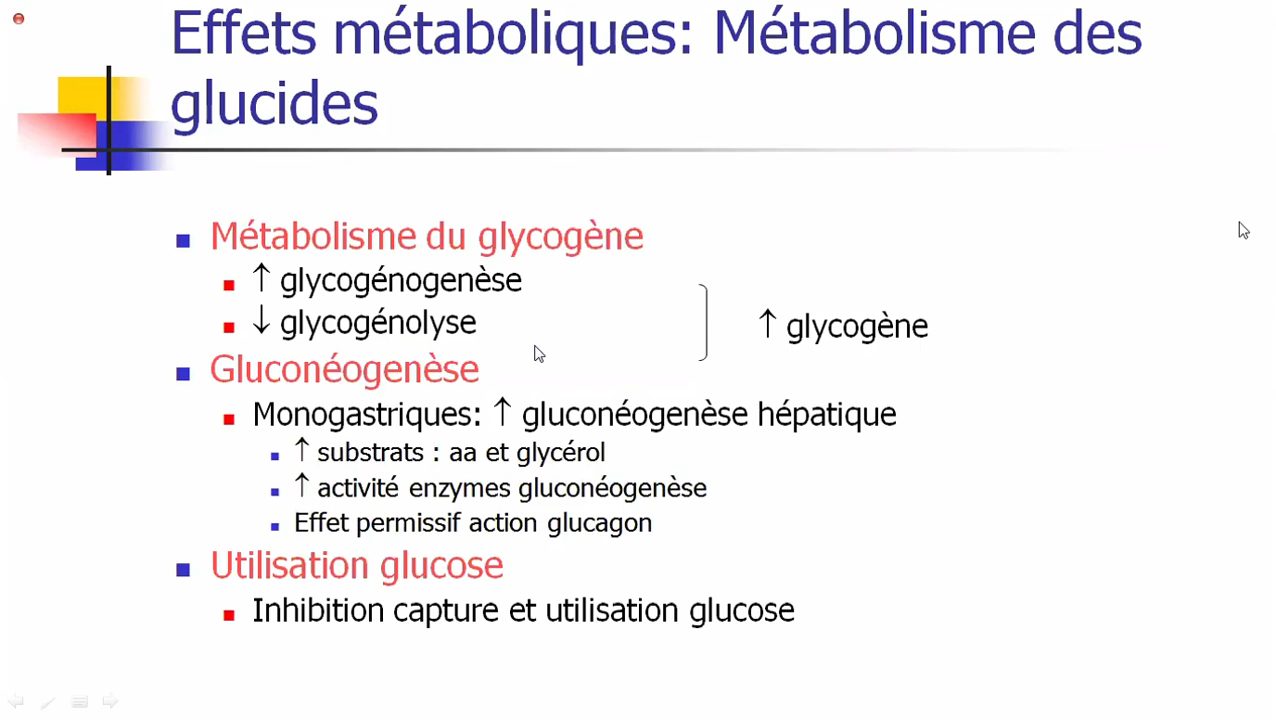 Effets métaboliques: Métabolisme des
glucides
Métabolisme du glycogène
↑ glycogénogenèse
↓ glycogénolyse
↑ glycogène
Gluconéogenèse
Monogastriques: ↑ gluconéogenèse hépatique
↑ substrats : aa et glycérol
↑ activité enzymes gluconéogenèse
Effet permissif action glucagon
Utilisation glucose
Inhibition capture et utilisation glucose